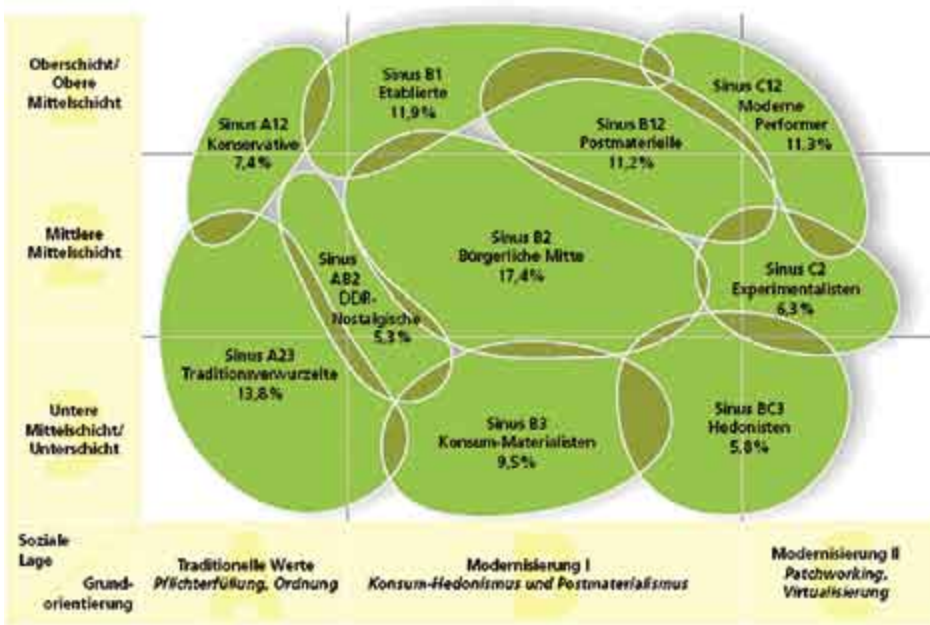 Oberschicht/
Obere
Mittelschicht
Mittlere
Mittelschicht
Untere
Mittelschicht/
Unterschicht
Sinus A12
Konservative
7,4%
Sinus B1
Etablierte
11,9%
Sinus B12
Postmaterielle
11,2%
Sinus C12
Moderne
Performer
11.3%
Sinus
AB2
DDR-
Nostalgische
5,3%
Sinus B2
Bürgerliche Mitte
17,4%
Sinus C2
Experimentalisten
6,3%
Sinus A23
Traditionsverwurzelte
13,8%
Sinus B3
Konsum-Materialisten
9,5%
Sinus BC3
Hedonisten
5,8%
Soziale
Lage
Grund-
orientierung
A
Traditionelle Werte
Pflichterfüllung, Ordnung
B
Modernisierung I
Konsum-Hedonismus und Postmaterialismus
C
Modernisierung II
Patchworking,
Virtualisierung